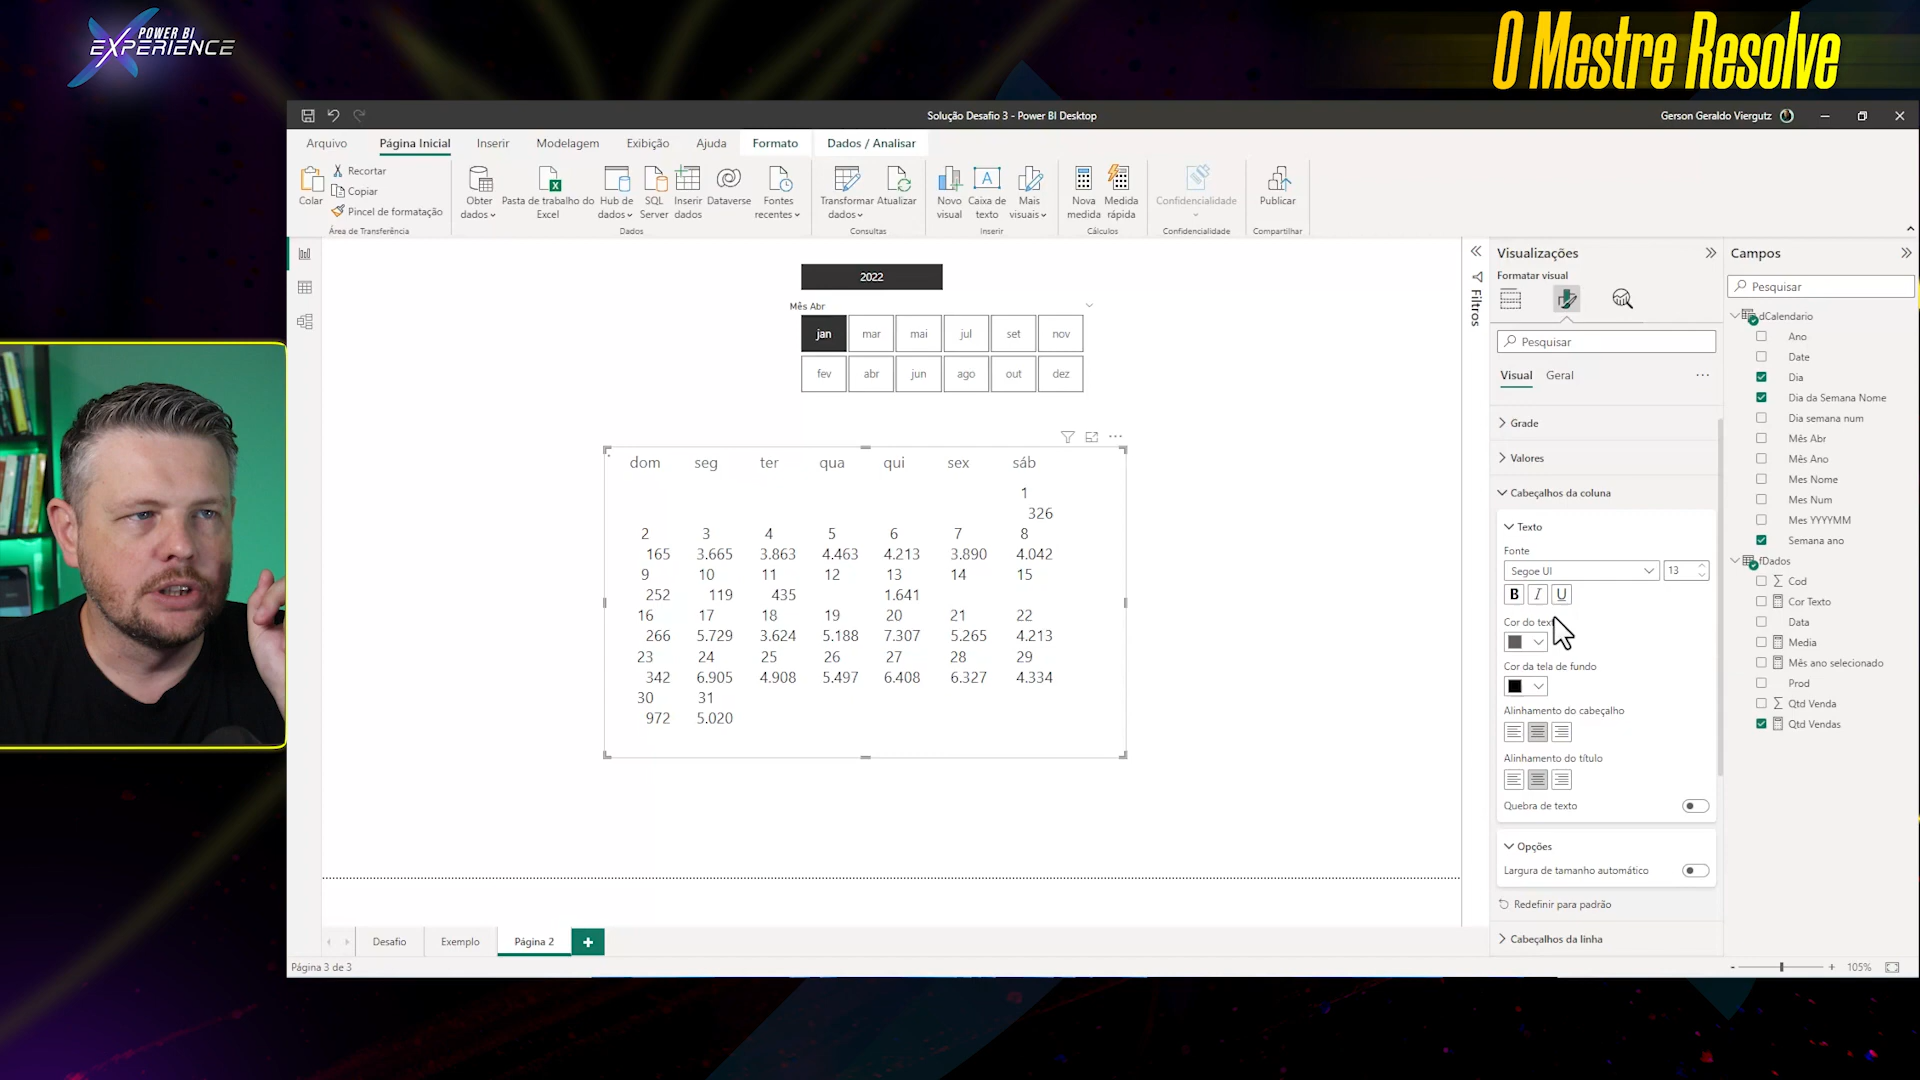 POWER BI
EXPERIENCE
O Mestre Resolve
Solução Desafio 3 - Power BI Desktop
Gerson Geraldo Viergutz
Arquivo
Página Inicial
Inserir
Modelagem
Exibição
Ajuda
Formato
Dados / Analisar
Colar
Recortar
Copiar
Pincel de formatação
Área de Transferência
Obter dados
Pasta de trabalho do Excel
Hub de dados
SQL Server
Inserir dados
Dataverse
Fontes recentes
Dados
Transformar dados
Atualizar
Consultas
Novo visual
Caixa de texto
Mais visuais
Inserir
Nova medida
Medida rápida
Cálculos
Confidencialidade
Confidencialidade
Publicar
Compartilhar
2022
Mês Abr
jan mar mai jul set nov
fev abr jun ago out dez
dom seg ter qua qui sex sáb
1
326
2 3 4 5 6 7 8
165 3.665 3.863 4.463 4.213 3.890 4.042
9 10 11 12 13 14 15
252 119 435 1.641
16 17 18 19 20 21 22
266 5.729 3.624 5.188 7.307 5.265 4.213
23 24 25 26 27 28 29
342 6.905 4.908 5.497 6.408 6.327 4.334
30 31
972 5.020
Filtros
Visualizações
Formatar visual
Pesquisar
Visual
Geral
Grade
Valores
Cabeçalhos da coluna
Texto
Fonte
Segoe UI
13
B I U
Cor do tex
Cor da tela de fundo
Alinhamento do cabeçalho
Alinhamento do título
Quebra de texto
Opções
Largura de tamanho automático
Redefinir para padrão
Cabeçalhos da linha
Campos
Pesquisar
dCalendario
Ano
Date
Dia
Dia da Semana Nome
Dia semana num
Mês Abr
Mês Ano
Mes Nome
Mes Num
Mes YYYYMM
Semana ano
fDados
Cod
Cor Texto
Data
Media
Mês ano selecionado
Prod
Qtd Venda
Qtd Vendas
Desafio
Exemplo
Página 2
Página 3 de 3
105%